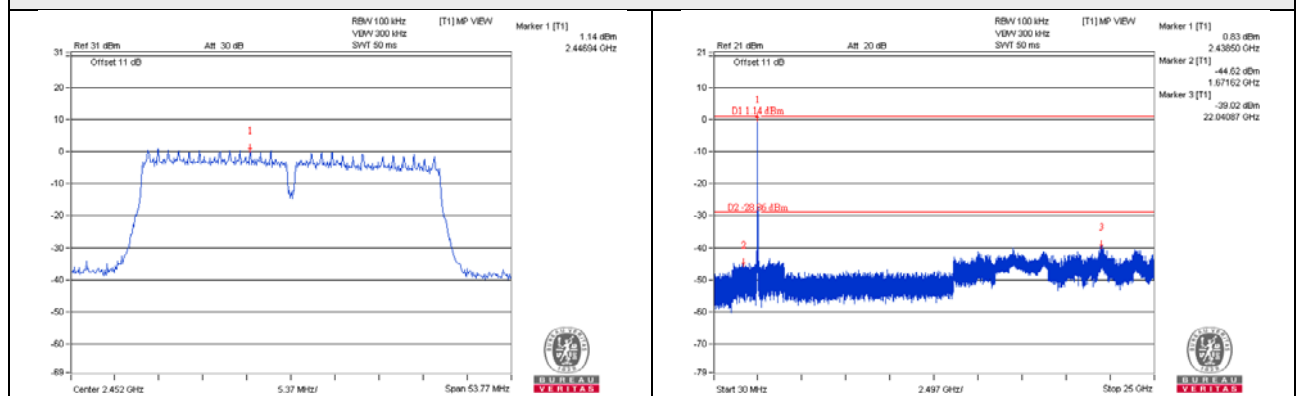 RBW 100 kHz
[T1] MP VIEW
VBW 300 kHz
Ref 31 dBm
Att 30 dB
SWT 50 ms
Marker 1 [T1]
1.14 dBm
2.44694 GHz
31
Offset 11 dB
20
10
1
0
-10
-20
-30
-40
-50
-60
-69
Center 2.452 GHz
5.37 MHz/
Span 53.77 MHz
BUREAU
VERITAS
RBW 100 kHz
[T1] MP VIEW
VBW 300 kHz
Ref 21 dBm
Att 20 dB
SWT 50 ms
Marker 1 [T1]
0.83 dBm
2.43850 GHz
Marker 2 [T1]
-44.62 dBm
1.67162 GHz
Marker 3 [T1]
-39.02 dBm
22.04087 GHz
21
Offset 11 dB
10
1
D1 1.14 dBm
0
-10
-20
D2 -28.86 dBm
-30
3
2
-40
-50
-60
-70
-79
Start 30 MHz
2.497 GHz/
Stop 25 GHz
BUREAU
VERITAS